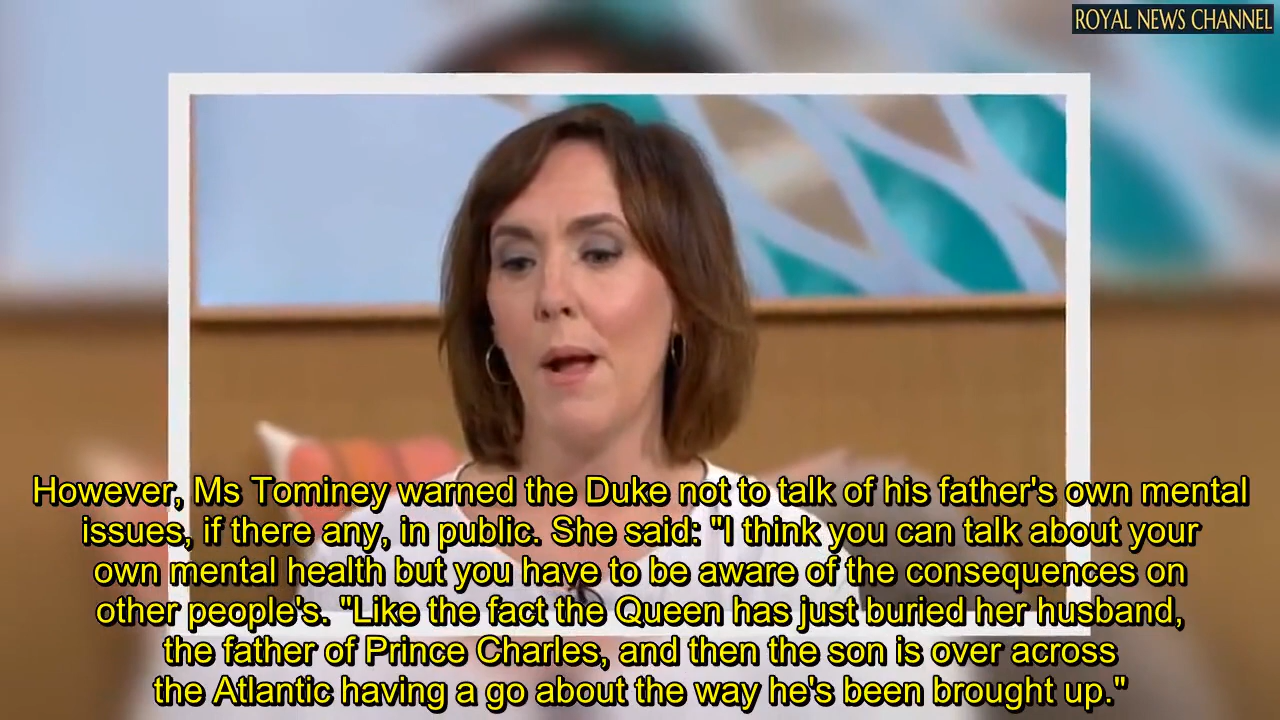 ROYAL NEWS CHANNEL
However, Ms Tominey warned the Duke not to talk of his father's own mental
issues, if there any, in public. She said: "I think you can talk about your
own mental health but you have to be aware of the consequences on
other people's. "Like the fact the Queen has just buried her husband,
the father of Prince Charles, and then the son is over across
the Atlantic having a go about the way he's been brought up."